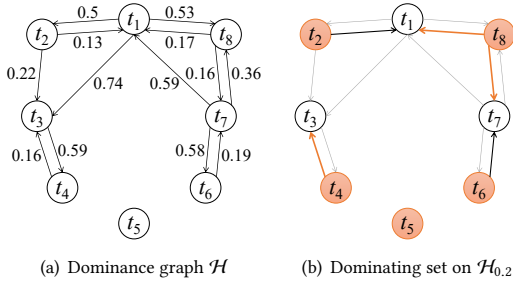 0.5
t1
0.53
t2
0.13
0.17
t8
0.22
0.74
0.59
0.16
0.36
t3
t7
0.16
0.59
0.58
0.19
t4
t6
t5
(a) Dominance graph ℋ
t1
t2
t8
t3
t7
t4
t6
t5
(b) Dominating set on ℋ0.2